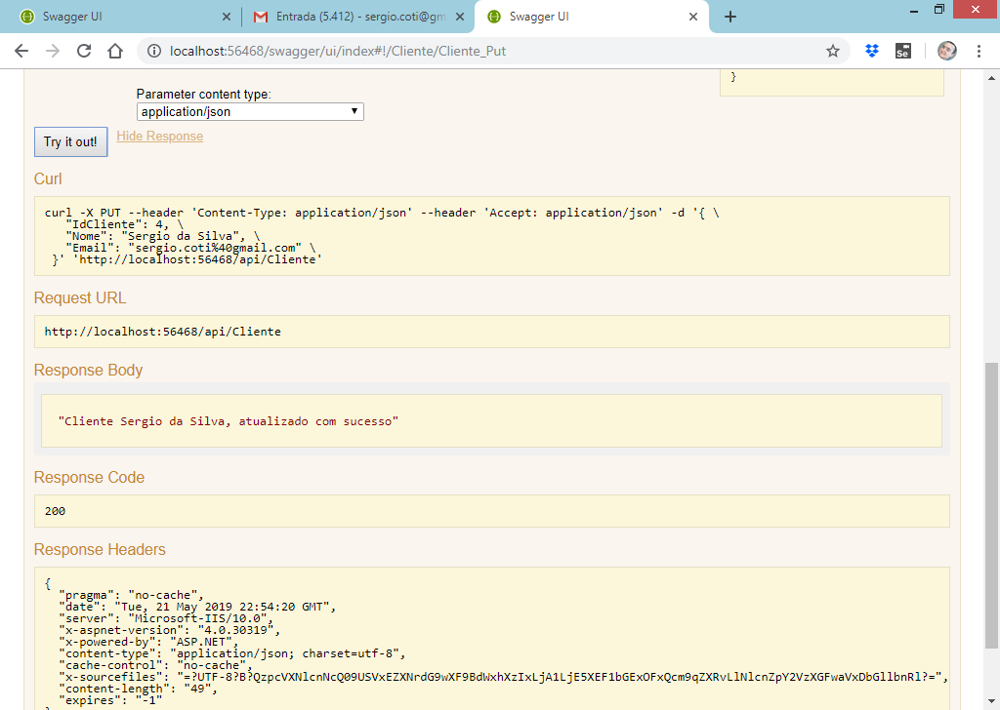 Swagger UI
Entrada (5.412) - sergio.coti@gm
Swagger UI
localhost:56468/swagger/ui/index#!/Cliente/Cliente_Put
}
Parameter content type:
application/json
Try it out!
Hide Response
Curl
curl -X PUT --header 'Content-Type: application/json' --header 'Accept: application/json' -d '{ \
"IdCliente": 4, \
"Nome": "Sergio da Silva", \
"Email": "sergio.coti%40gmail.com" \
}' 'http://localhost:56468/api/Cliente'
Request URL
http://localhost:56468/api/Cliente
Response Body
"Cliente Sergio da Silva, atualizado com sucesso"
Response Code
200
Response Headers
{
"pragma": "no-cache",
"date": "Tue, 21 May 2019 22:54:20 GMT",
"server": "Microsoft-IIS/10.0",
"x-aspnet-version": "4.0.30319",
"x-powered-by": "ASP.NET",
"content-type": "application/json; charset=utf-8",
"cache-control": "no-cache",
"x-sourcefiles": "=?UTF-8?B?QzpcVXNlcnNcQ09USVxEZXNrdG9wXF9BdWxhXzIxLjA1LjE5XEF1bGExOFxQcm9qZXRvLlNlcnZpY2VzXGFwaVxDbGllbnRl?=",
"content-length": "49",
"expires": "-1"